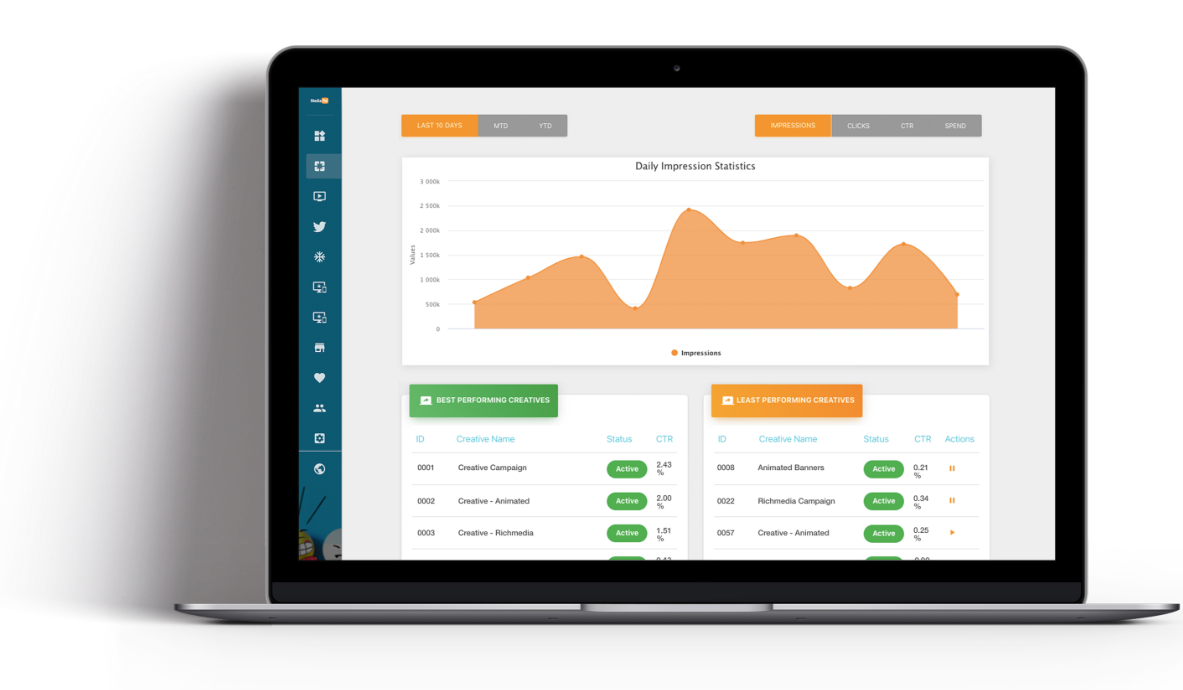 LAST 10 DAYS MTD YTD
IMPRESSIONS CLICKS CTR SPEND
Daily Impression Statistics
3 000k
2 500k
2 000k
1 500k
1 000k
500k
0
Values
Impressions
BEST PERFORMING CREATIVES
ID Creative Name Status CTR
0001 Creative Campaign Active 2.43
%
0002 Creative - Animated Active 2.00
%
0003 Creative - Richmedia Active 1.51
%
LEAST PERFORMING CREATIVES
ID Creative Name Status CTR Actions
0008 Animated Banners Active 0.21
%
0022 Richmedia Campaign Active 0.34
%
0057 Creative - Animated Active 0.25
%